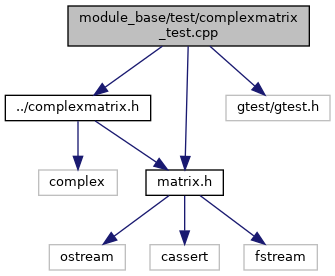 module_base/test/complexmatrix
_test.cpp
../complexmatrix.h
gtest/gtest.h
complex
matrix.h
ostream
cassert
fstream